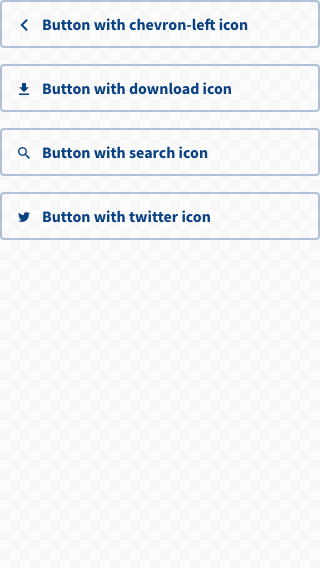 Button with chevron-left icon
Button with download icon
Button with search icon
Button with twitter icon